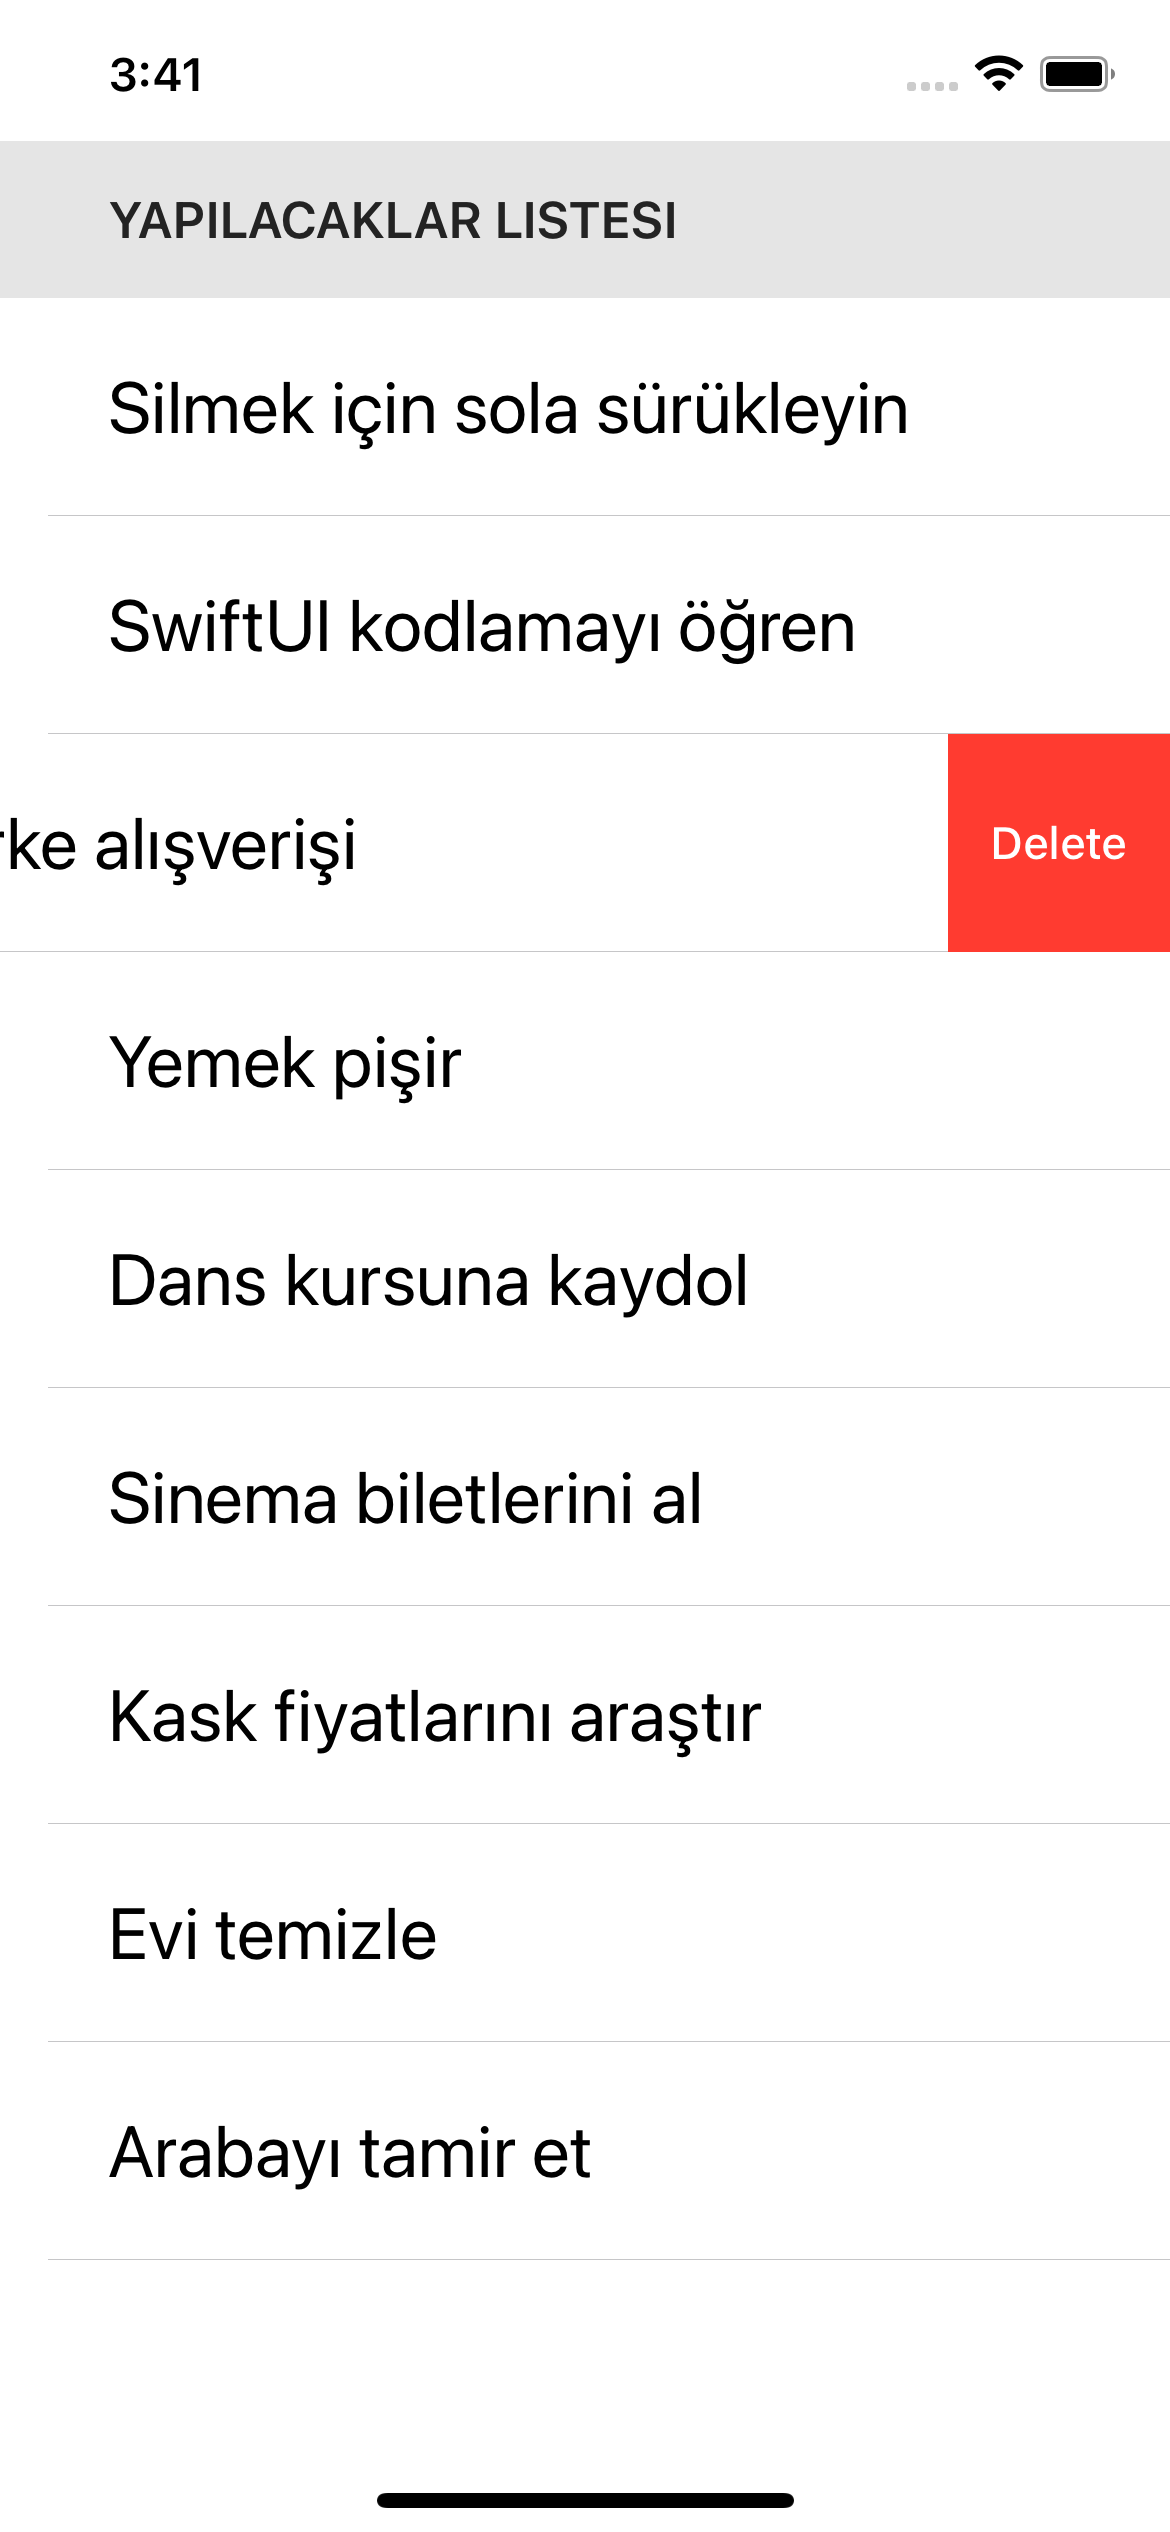 3:41
YAPILACAKLAR LISTESI
Silmek için sola sürükleyin
SwiftUI kodlamayı öğren
alışverişi
Delete
Yemek pişir
Dans kursuna kaydol
Sinema biletlerini al
Kask fiyatlarını araştır
Evi temizle
Arabayı tamir et